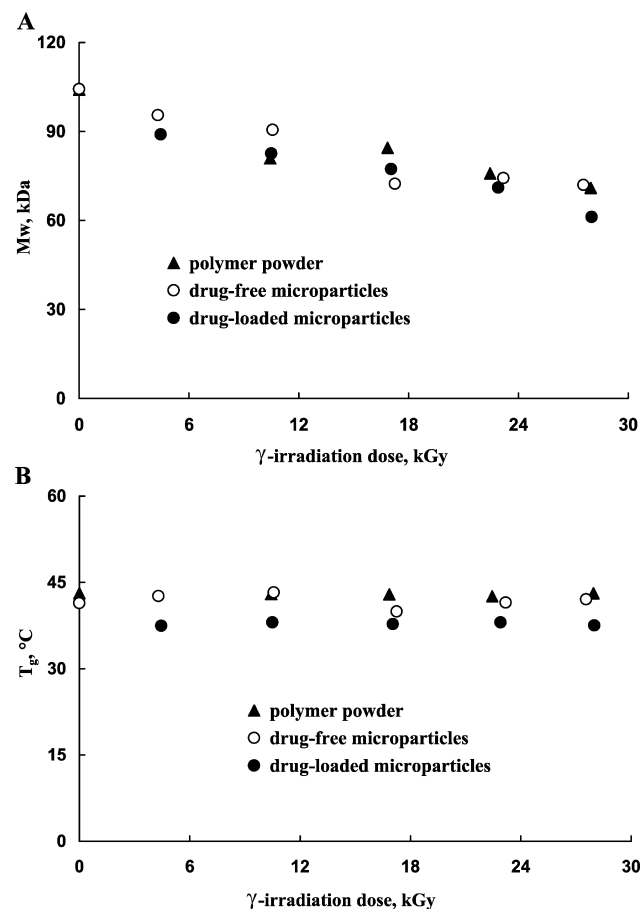 A
120
90
60
30
0
Mw, kDa
▲ polymer powder
○ drug-free microparticles
● drug-loaded microparticles
0 6 12 18 24 30
γ-irradiation dose, kGy
B
60
45
30
15
0
Tg, °C
▲ polymer powder
○ drug-free microparticles
● drug-loaded microparticles
0 6 12 18 24 30
γ-irradiation dose, kGy